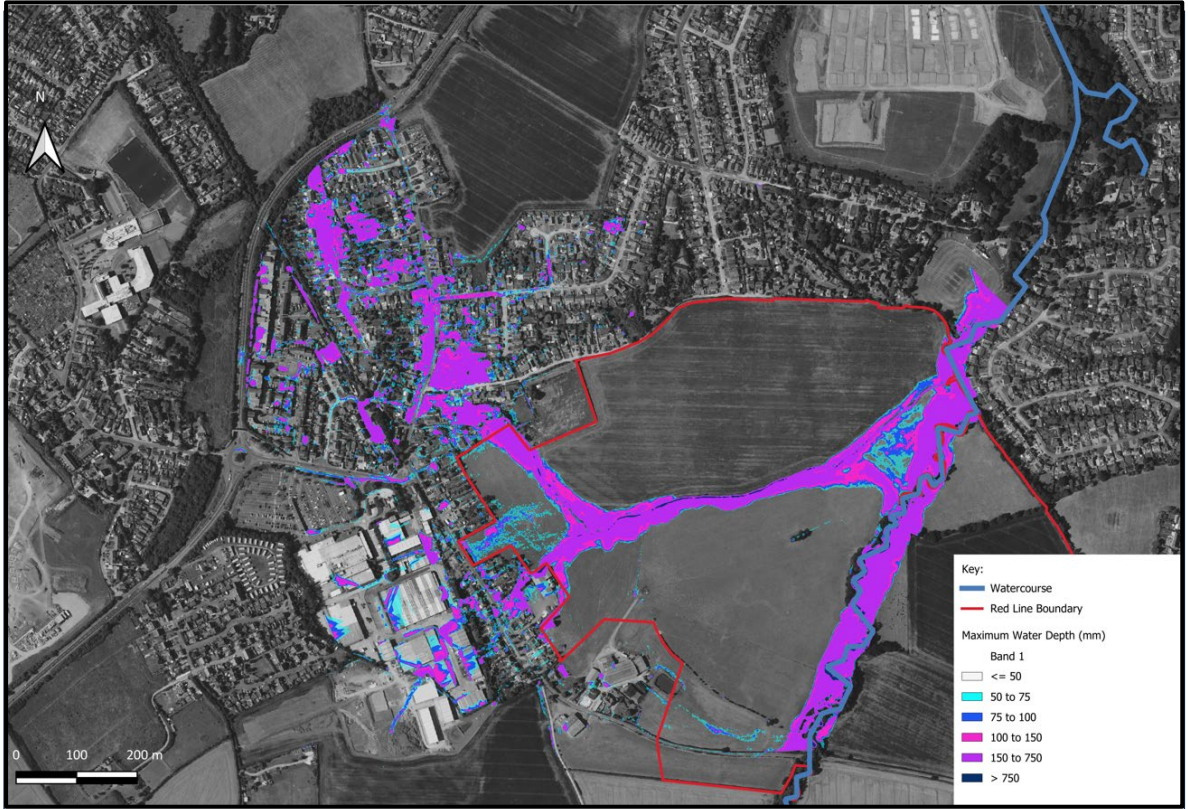 N
0 100 200 m
Key:
Watercourse
Red Line Boundary
Maximum Water Depth (mm)
Band 1
<= 50
50 to 75
75 to 100
100 to 150
150 to 750
> 750